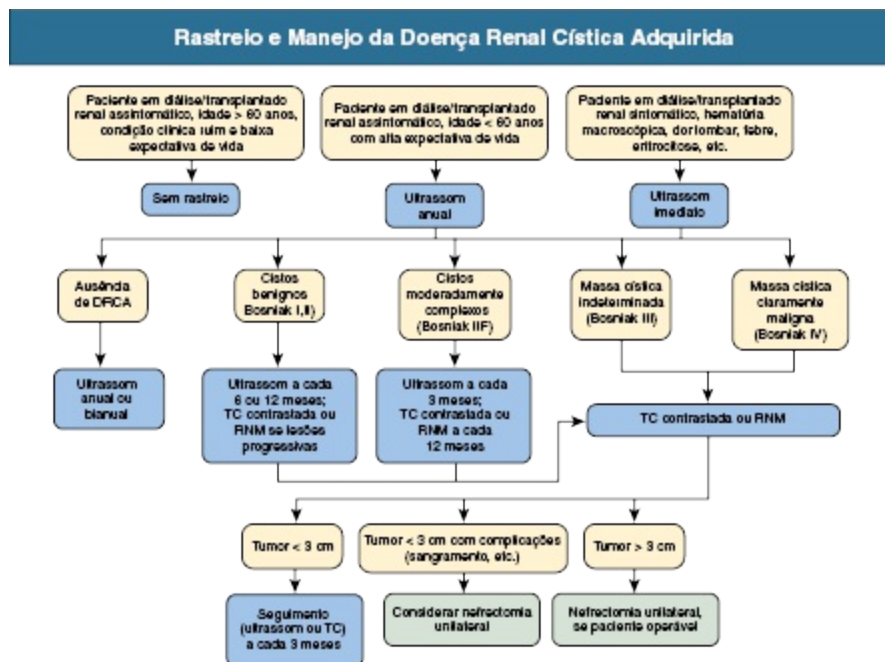 Rastreio e Manejo da Doença Renal Cística Adquirida
Paciente em diálise/transplantado
renal assintomático, idade > 60 anos,
condição clínica ruim e baixa
expectativa de vida
Paciente em diálise/transplantado
renal assintomático, idade < 60 anos
com alta expectativa de vida
Paciente em diálise/transplantado
renal sintomático, hematúria
macroscópica, dor lombar, febre,
eritrocitose, etc.
Sem rastreio
Ultrassom
anual
Ultrassom
imediato
Ausência
de DRCA
Cistos
benignos
Bosniak I,II)
Cistos
moderadamente
complexos
(Bosniak IIF)
Massa cística
indeterminada
(Bosniak III)
Massa cística
claramente
maligna
(Bosniak IV)
Ultrassom
anual ou
bianual
Ultrassom a cada
6 ou 12 meses;
TC contrastada ou
RNM se lesões
progressivas
Ultrassom a cada
3 meses;
TC contrastada ou
RNM a cada
12 meses
TC contrastada ou RNM
Tumor < 3 cm
Tumor < 3 cm com complicações
(sangramento, etc.)
Tumor > 3 cm
Seguimento
(ultrassom ou TC)
a cada 3 meses
Considerar nefrectomia
unilateral
Nefrectomia unilateral,
se paciente operável